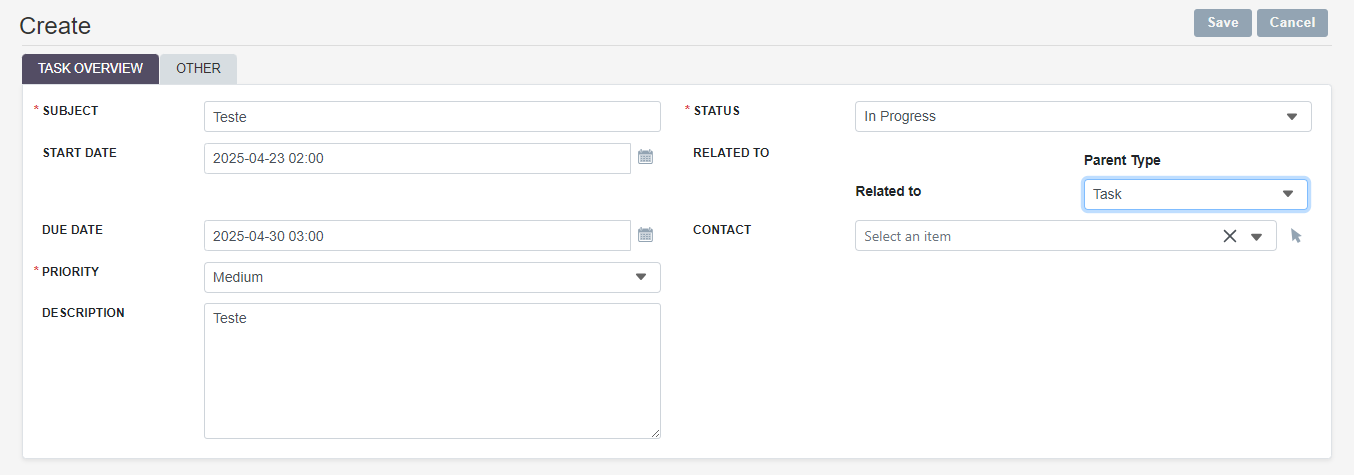 Create
Save
Cancel
TASK OVERVIEW
OTHER
* SUBJECT
Teste
* STATUS
In Progress
START DATE
2025-04-23 02:00
RELATED TO
Parent Type
Related to
Task
DUE DATE
2025-04-30 03:00
CONTACT
Select an item
* PRIORITY
Medium
DESCRIPTION
Teste